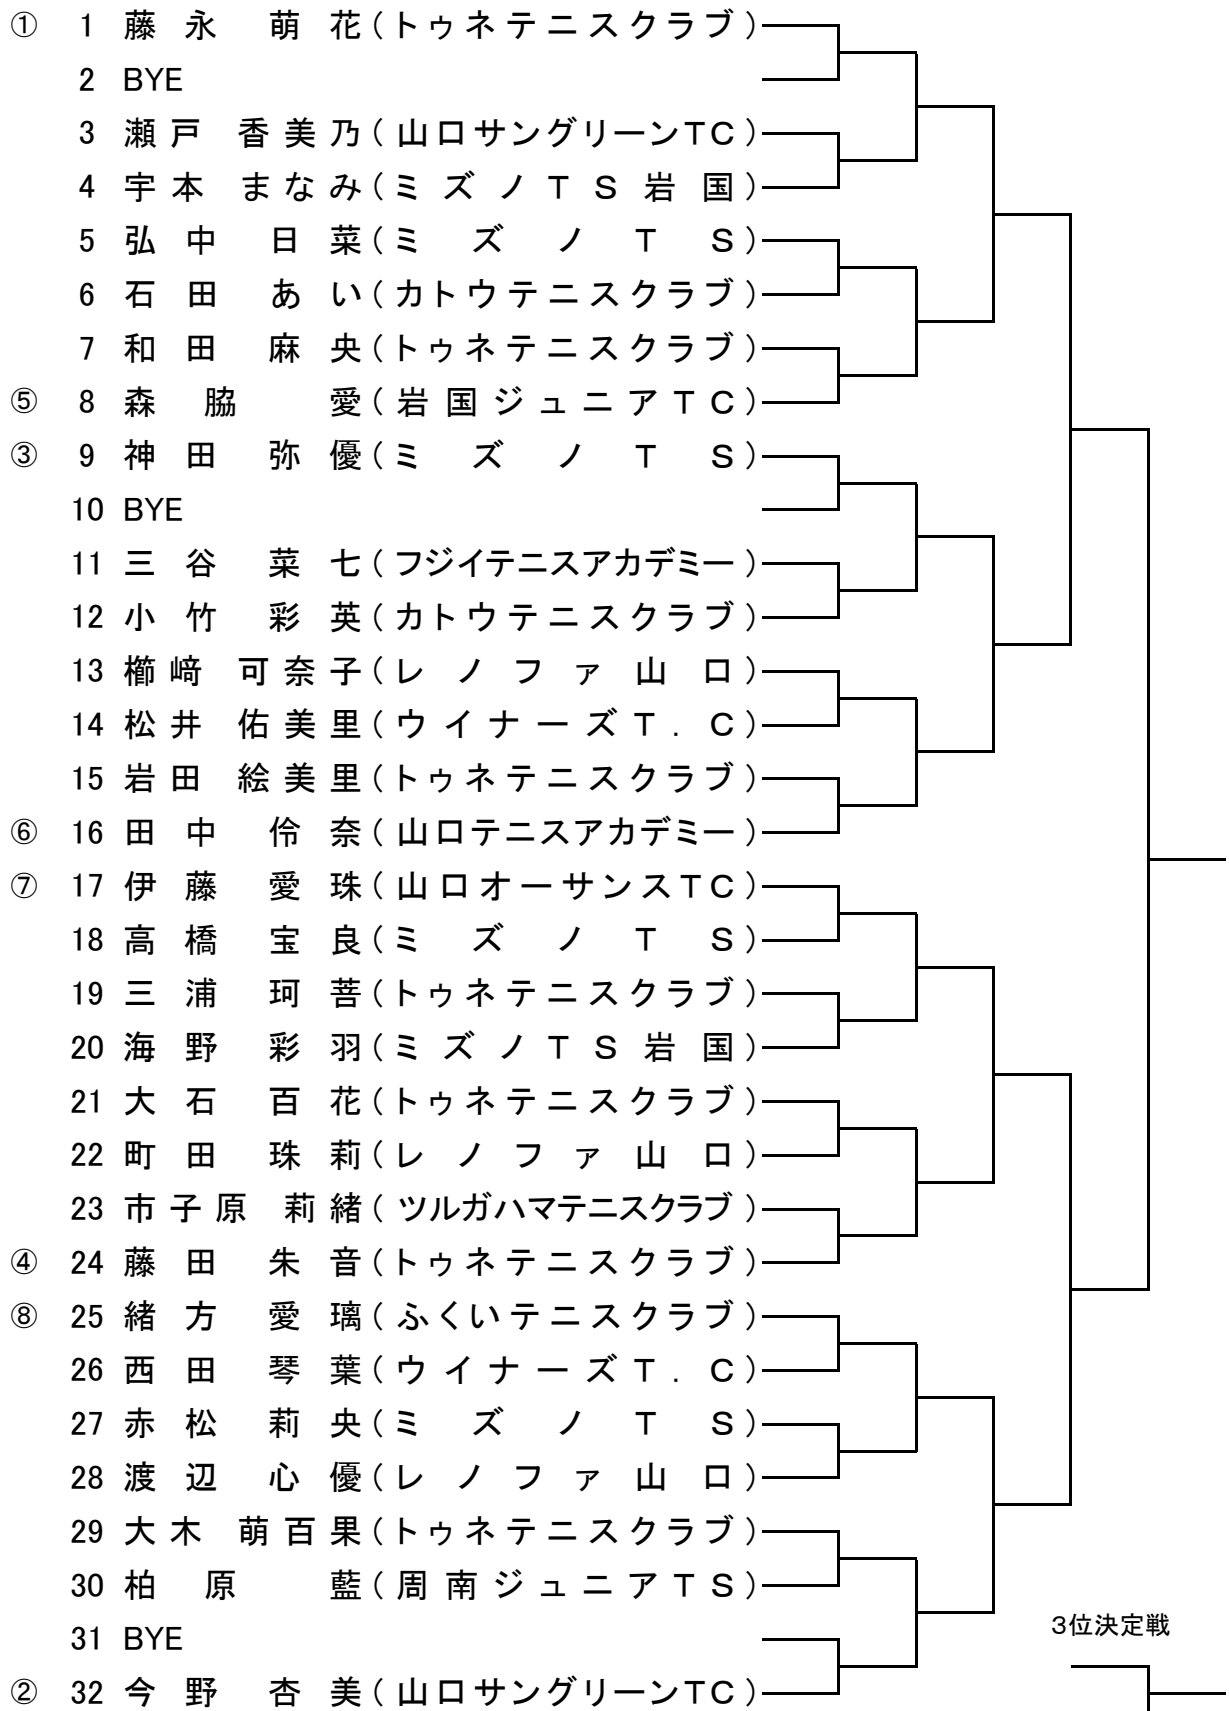 ① 1 藤永 萌花(トゥネテニスクラブ)
2 BYE
3 瀬戸 香美乃(山口サングリーンTC)
4 宇本 まなみ(ミズノTS岩国)
5 弘中 日菜(ミズノTS)
6 石田 あい(カトウテニスクラブ)
7 和田 麻央(トゥネテニスクラブ)
⑤ 8 森脇 愛(岩国ジュニアTC)
③ 9 神田 弥優(ミズノTS)
10 BYE
11 三谷 菜七(フジイテニスアカデミー)
12 小竹 彩英(カトウテニスクラブ)
13 櫛﨑 可奈子(レノファ山口)
14 松井 佑美里(ウイナーズT.C)
15 岩田 絵美里(トゥネテニスクラブ)
⑥ 16 田中 伶奈(山口テニスアカデミー)
⑦ 17 伊藤 愛珠(山口オーサンスTC)
18 高橋 宝良(ミズノTS)
19 三浦 珂菩(トゥネテニスクラブ)
20 海野 彩羽(ミズノTS岩国)
21 大石 百花(トゥネテニスクラブ)
22 町田 珠莉(レノファ山口)
23 市子原 莉緒(ツルガハマテニスクラブ)
④ 24 藤田 朱音(トゥネテニスクラブ)
⑧ 25 緒方 愛璃(ふくいテニスクラブ)
26 西田 琴葉(ウイナーズT.C)
27 赤松 莉央(ミズノTS)
28 渡辺 心優(レノファ山口)
29 大木 萌百果(トゥネテニスクラブ)
30 柏原 藍(周南ジュニアTS)
31 BYE
3位決定戦
② 32 今野 杏美(山口サングリーンTC)